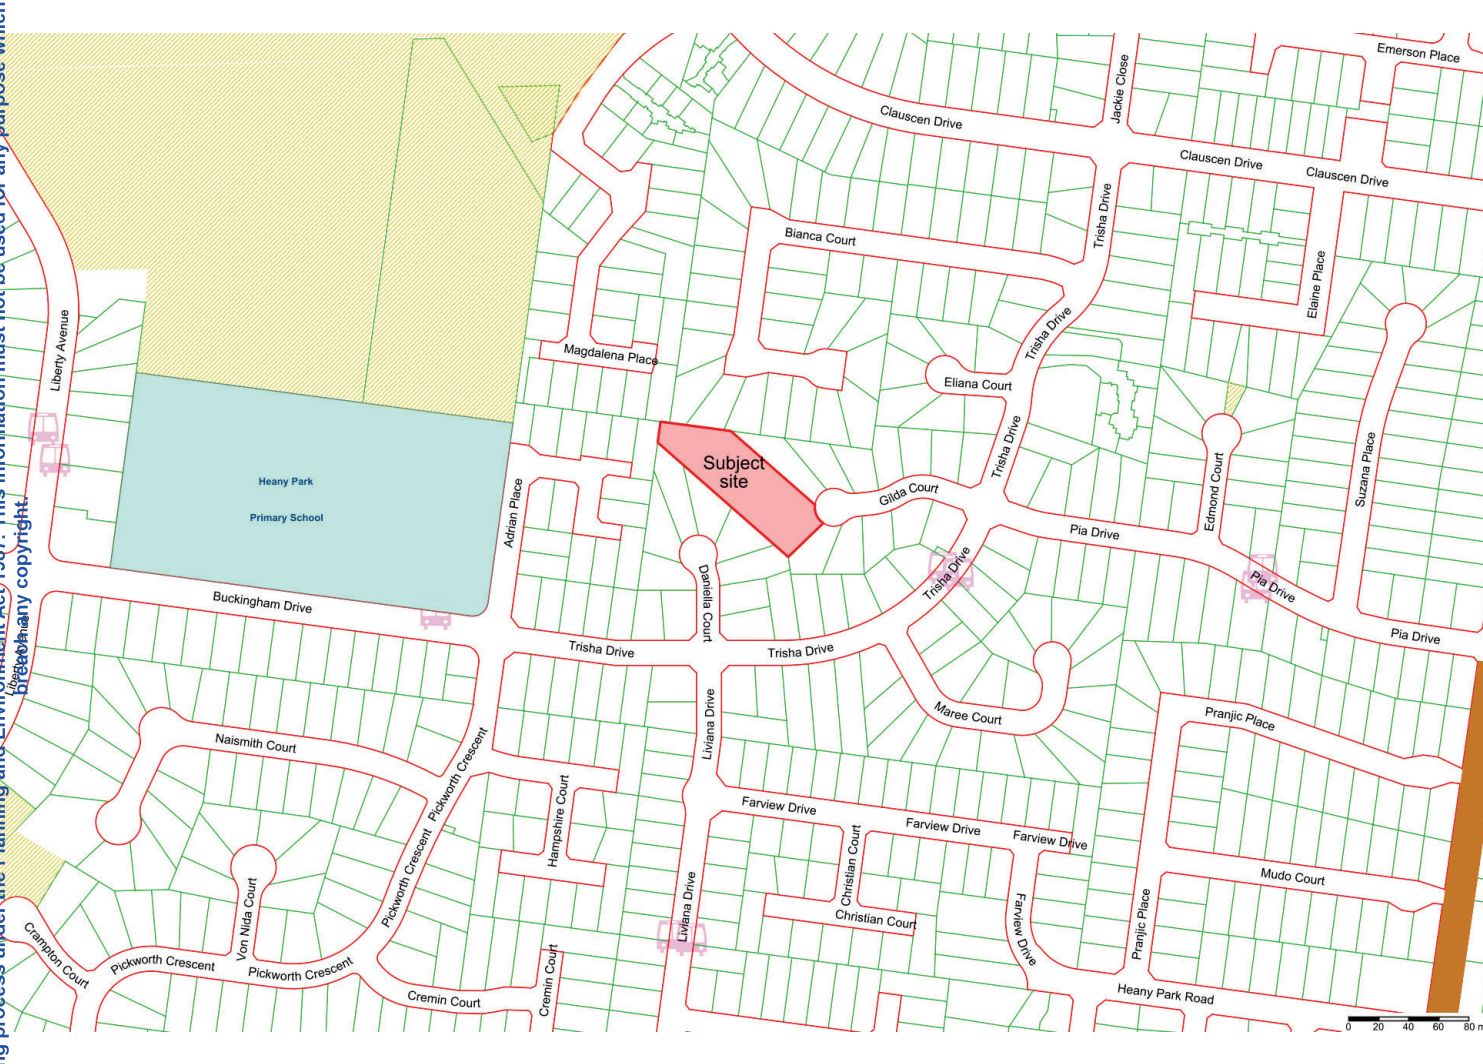 Emerson Place
Jackie Close
Clauscen Drive
Clauscen Drive
Clauscen Drive
Trisha Drive
Bianca Court
Elaine Place
Liberty Avenue
Trisha Drive
Magdalena Place
Eliana Court
Trisha Drive
Subject
site
Suzana Place
Heany Park
Primary School
Gilda Court
Edmond Court
Adrian Place
Pia Drive
Trisha Drive
Pia Drive
Daniella Court
Buckingham Drive
Trisha Drive
Trisha Drive
Pia Drive
Maree Court
Pranjic Place
Liviana Drive
Naismith Court
Pickworth Crescent
Farview Drive
Farview Drive
Farview Drive
Hampshire Court
Christian Court
Pickworth Crescent
Mudo Court
Liviana Drive
Christian Court
Von Nida Court
Farview Drive
Pranjic Place
Crampton Court
Pickworth Crescent
Pickworth Crescent
Cremin Court
Cremin Court
Heany Park Road
0 20 40 60 80 m
breach any copyright.